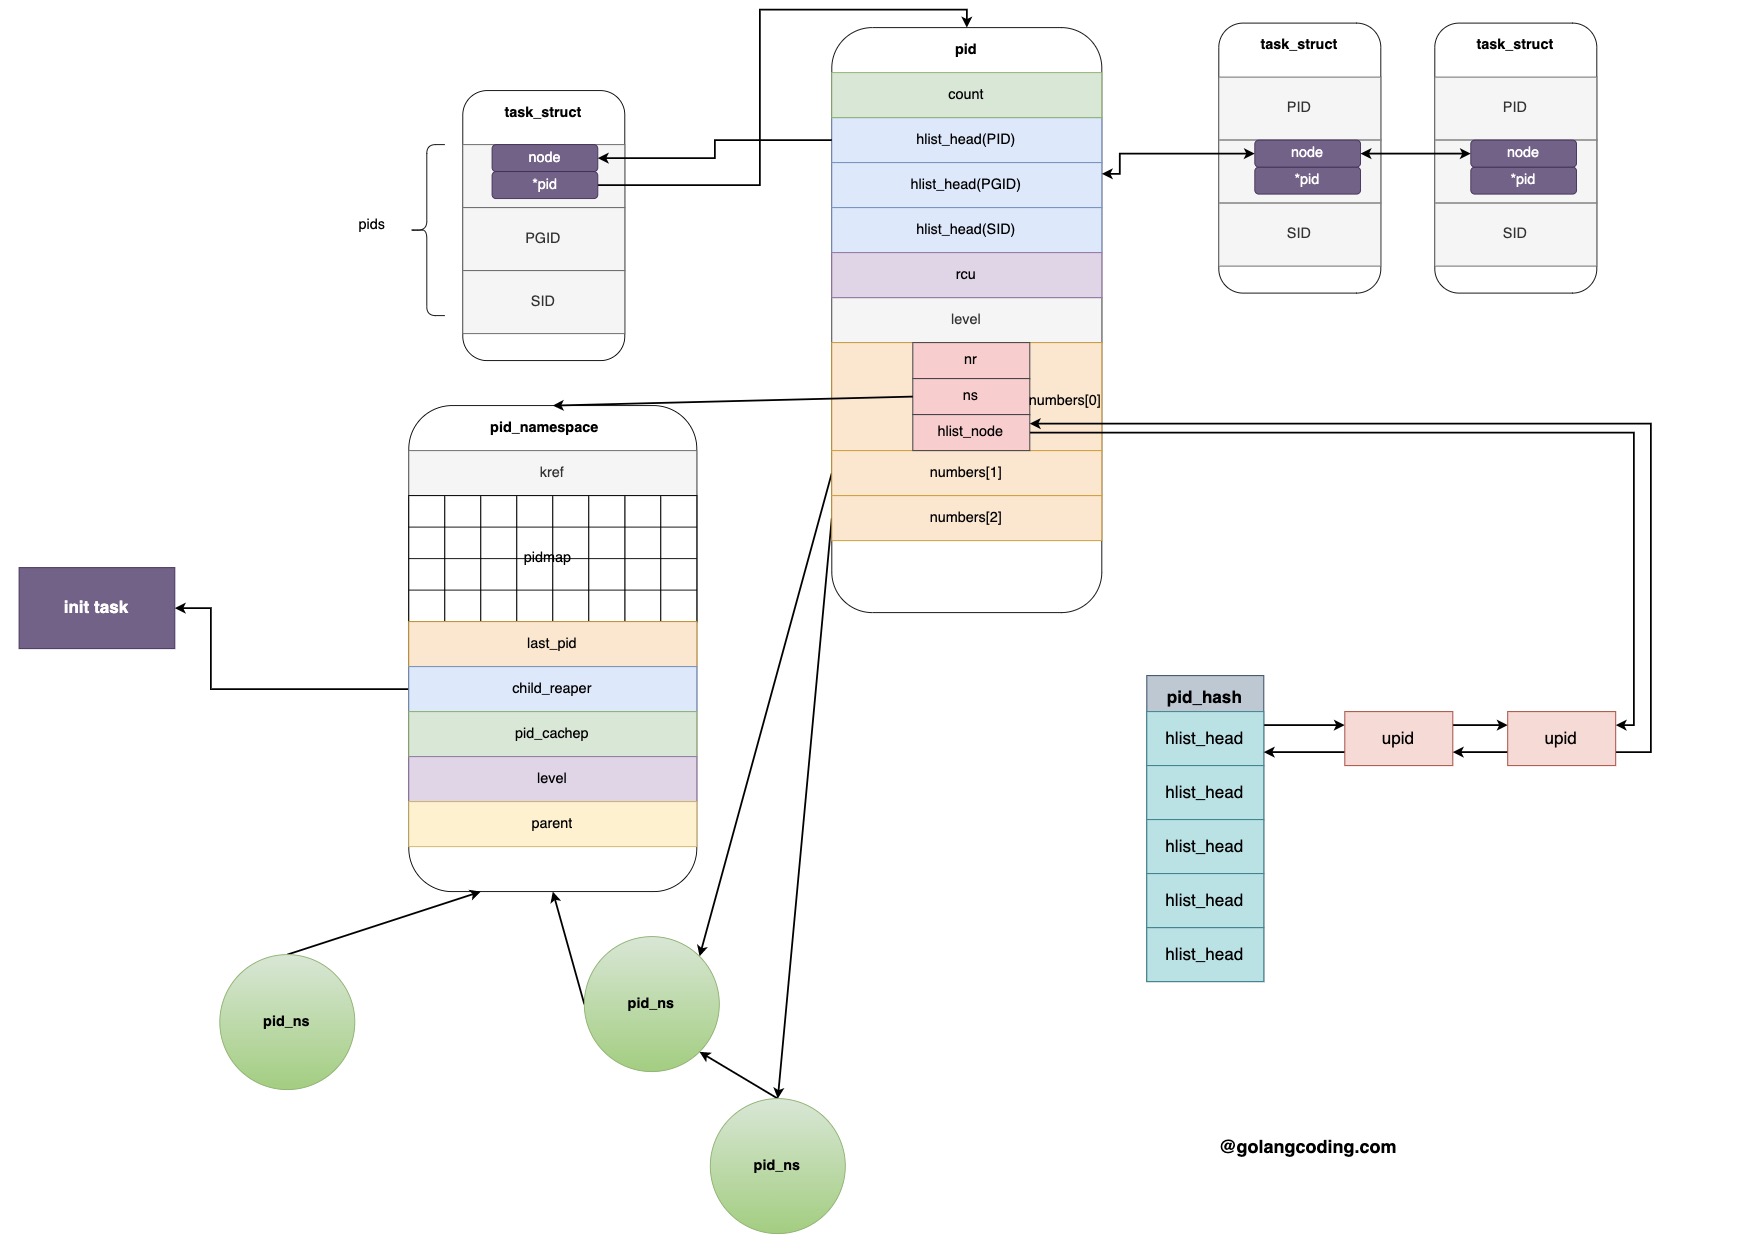 pid
count
hlist_head(PID)
hlist_head(PGID)
hlist_head(SID)
rcu
level
nr
ns
numbers[0]
hlist_node
numbers[1]
numbers[2]
task_struct
node
*pid
PGID
SID
pids
task_struct
PID
node
*pid
SID
task_struct
PID
node
*pid
SID
pid_namespace
kref
pidmap
last_pid
child_reaper
pid_cachep
level
parent
init task
pid_hash
hlist_head
hlist_head
hlist_head
hlist_head
hlist_head
upid
upid
pid_ns
pid_ns
pid_ns
@golangcoding.com